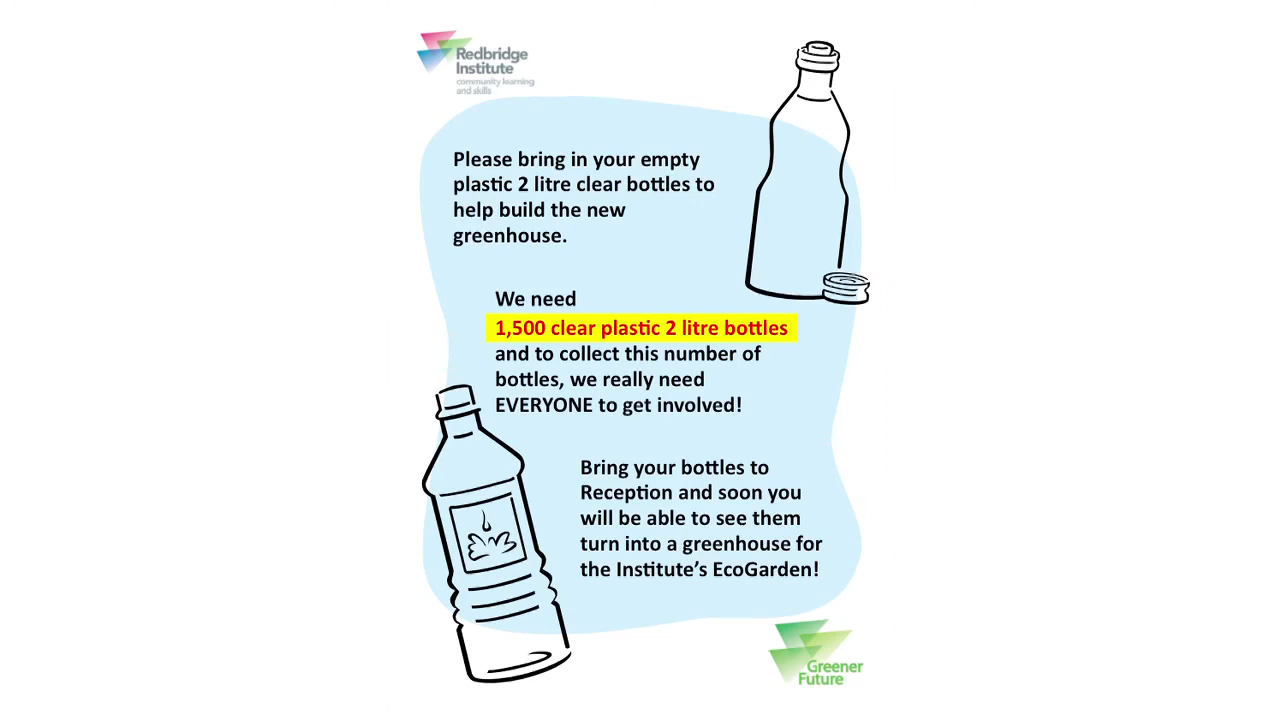 Redbridge
Institute
community learning
and skills
Please bring in your empty
plastic 2 litre clear bottles to
help build the new
greenhouse.
We need
1,500 clear plastic 2 litre bottles
and to collect this number of
bottles, we really need
EVERYONE to get involved!
Bring your bottles to
Reception and soon you
will be able to see them
turn into a greenhouse for
the Institute’s EcoGarden!
Greener
Future